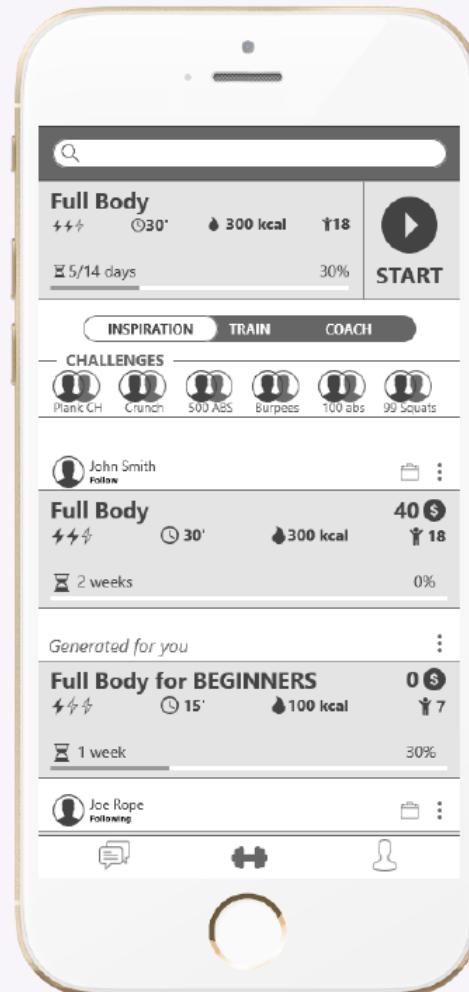 Full Body
30' 300 kcal 18
5/14 days 30%
START
INSPIRATION TRAIN COACH
CHALLENGES
Plank CH Crunch 500 ABS Burpees 100 abs 99 Squats
John Smith
Follow
Full Body 40 $
30' 300 kcal 18
2 weeks 0%
Generated for you
Full Body for BEGINNERS 0 $
15' 100 kcal 7
1 week 30%
Joe Rope
Following